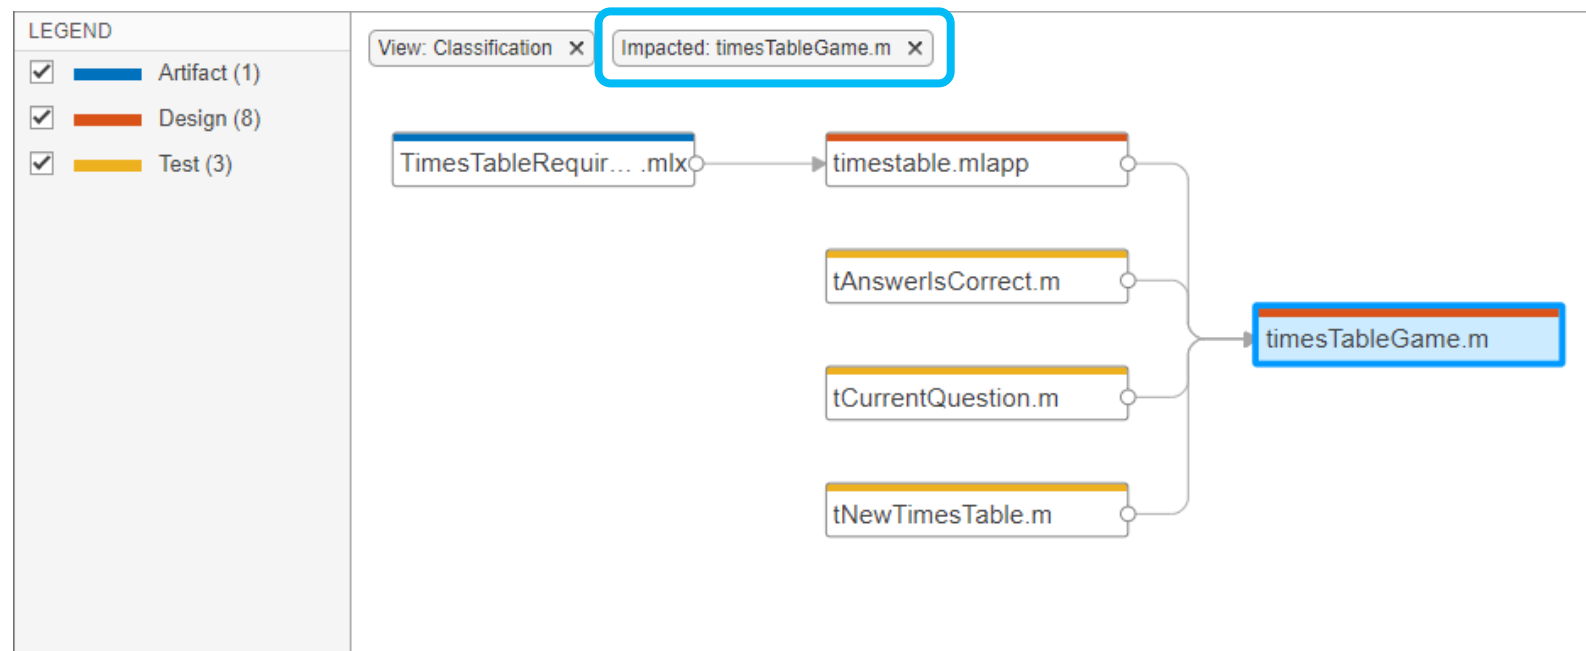 LEGEND
Artifact (1)
Design (8)
Test (3)
View: Classification ✕
Impacted: timesTableGame.m ✕
TimesTableRequir... .mlx
timestable.mlapp
tAnswerIsCorrect.m
timesTableGame.m
tCurrentQuestion.m
tNewTimesTable.m